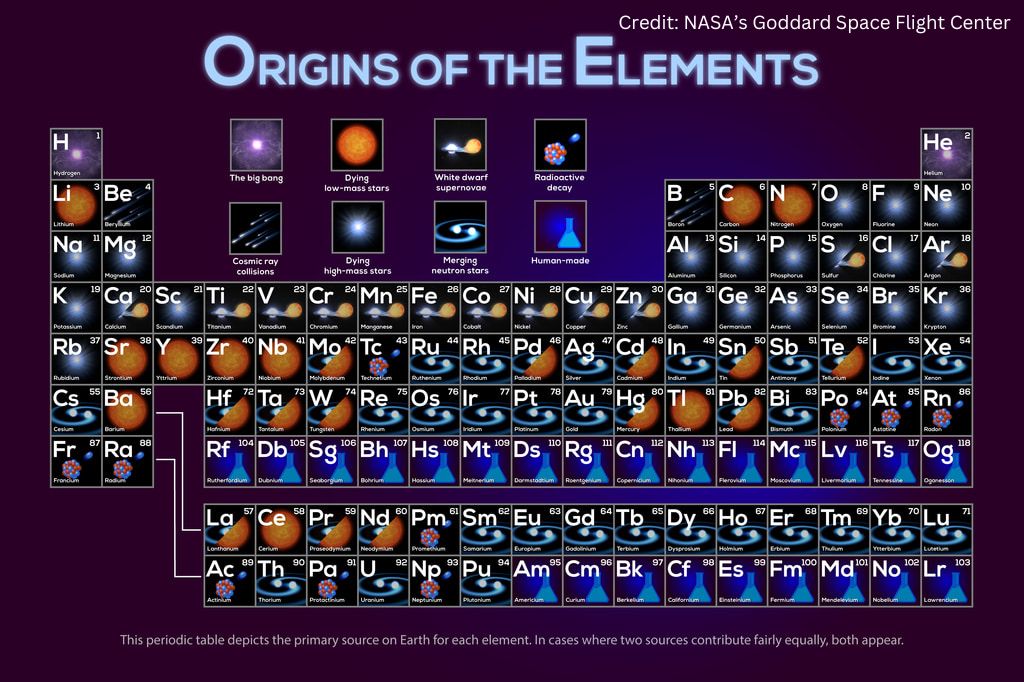 Credit: NASA's Goddard Space Flight Center
ORIGINS OF THE ELEMENTS
The big bang
Dying
low-mass stars
White dwarf
supernovae
Radioactive
decay
Cosmic ray
collisions
Dying
high-mass stars
Merging
neutron stars
Human-made
H 1 He 2
Hydrogen Helium
Li 3 Be 4 B 5 C 6 N 7 O 8 F 9 Ne 10
Lithium Beryllium Boron Carbon Nitrogen Oxygen Fluorine Neon
Na 11 Mg 12 Al 13 Si 14 P 15 S 16 Cl 17 Ar 18
Sodium Magnesium Aluminum Silicon Phosphorus Sulfur Chlorine Argon
K 19 Ca 20 Sc 21 Ti 22 V 23 Cr 24 Mn 25 Fe 26 Co 27 Ni 28 Cu 29 Zn 30 Ga 31 Ge 32 As 33 Se 34 Br 35 Kr 36
Potassium Calcium Scandium Titanium Vanadium Chromium Manganese Iron Cobalt Nickel Copper Zinc Gallium Germanium Arsenic Selenium Bromine Krypton
Rb 37 Sr 38 Y 39 Zr 40 Nb 41 Mo 42 Tc 43 Ru 44 Rh 45 Pd 46 Ag 47 Cd 48 In 49 Sn 50 Sb 51 Te 52 I 53 Xe 54
Rubidium Strontium Yttrium Zirconium Niobium Molybdenum Technetium Ruthenium Rhodium Palladium Silver Cadmium Indium Tin Antimony Tellurium Iodine Xenon
Cs 55 Ba 56 Hf 72 Ta 73 W 74 Re 75 Os 76 Ir 77 Pt 78 Au 79 Hg 80 Tl 81 Pb 82 Bi 83 Po 84 At 85 Rn 86
Cesium Barium Hafnium Tantalum Tungsten Rhenium Osmium Iridium Platinum Gold Mercury Thallium Lead Bismuth Polonium Astatine Radon
Fr 87 Ra 88 Rf 104 Db 105 Sg 106 Bh 107 Hs 108 Mt 109 Ds 110 Rg 111 Cn 112 Nh 113 Fl 114 Mc 115 Lv 116 Ts 117 Og 118
Francium Radium Rutherfordium Dubnium Seaborgium Bohrium Hassium Meitnerium Darmstadtium Roentgenium Copernicium Nihonium Flerovium Moscovium Livermorium Tennessine Oganesson
La 57 Ce 58 Pr 59 Nd 60 Pm 61 Sm 62 Eu 63 Gd 64 Tb 65 Dy 66 Ho 67 Er 68 Tm 69 Yb 70 Lu 71
Lanthanum Cerium Praseodymium Neodymium Promethium Samarium Europium Gadolinium Terbium Dysprosium Holmium Erbium Thulium Ytterbium Lutetium
Ac 89 Th 90 Pa 91 U 92 Np 93 Pu 94 Am 95 Cm 96 Bk 97 Cf 98 Es 99 Fm 100 Md 101 No 102 Lr 103
Actinium Thorium Protactinium Uranium Neptunium Plutonium Americium Curium Berkelium Californium Einsteinium Fermium Mendelevium Nobelium Lawrencium
This periodic table depicts the primary source on Earth for each element. In cases where two sources contribute fairly equally, both appear.